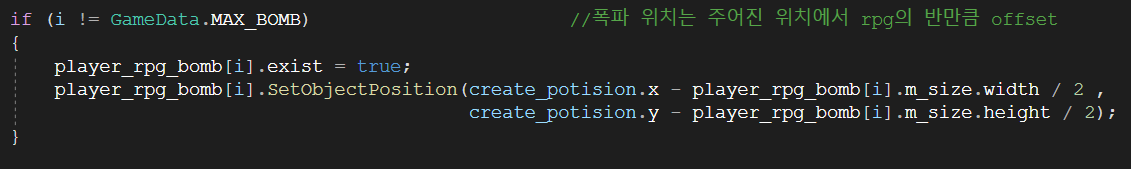 if (i != GameData.MAX_BOMB) //폭파 위치는 주어진 위치에서 rpg의 반만큼 offset
{
player_rpg_bomb[i].exist = true;
player_rpg_bomb[i].SetObjectPosition(create_potision.x - player_rpg_bomb[i].m_size.width / 2 ,
create_potision.y - player_rpg_bomb[i].m_size.height / 2);
}